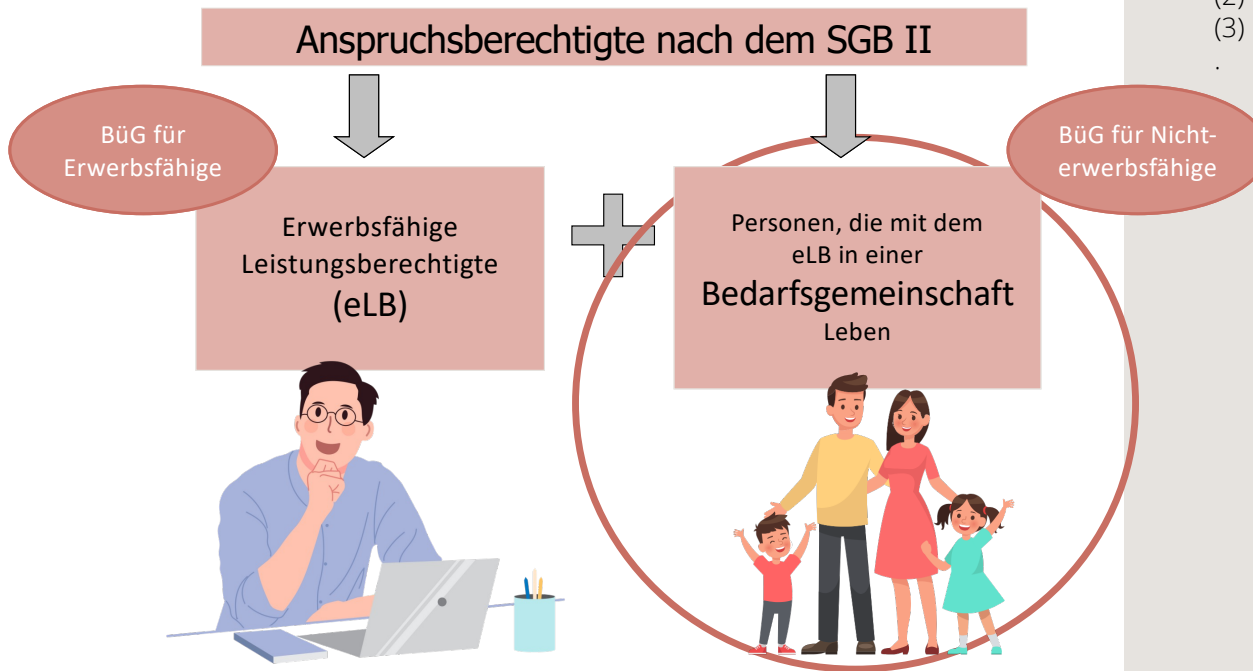 Anspruchsberechtigte nach dem SGB II
BüG für
Erwerbsfähige
Erwerbsfähige
Leistungsberechtigte
(eLB)
BüG für Nicht-
erwerbsfähige
Personen, die mit dem
eLB in einer
Bedarfsgemeinschaft
Leben
(2)
(3)
.